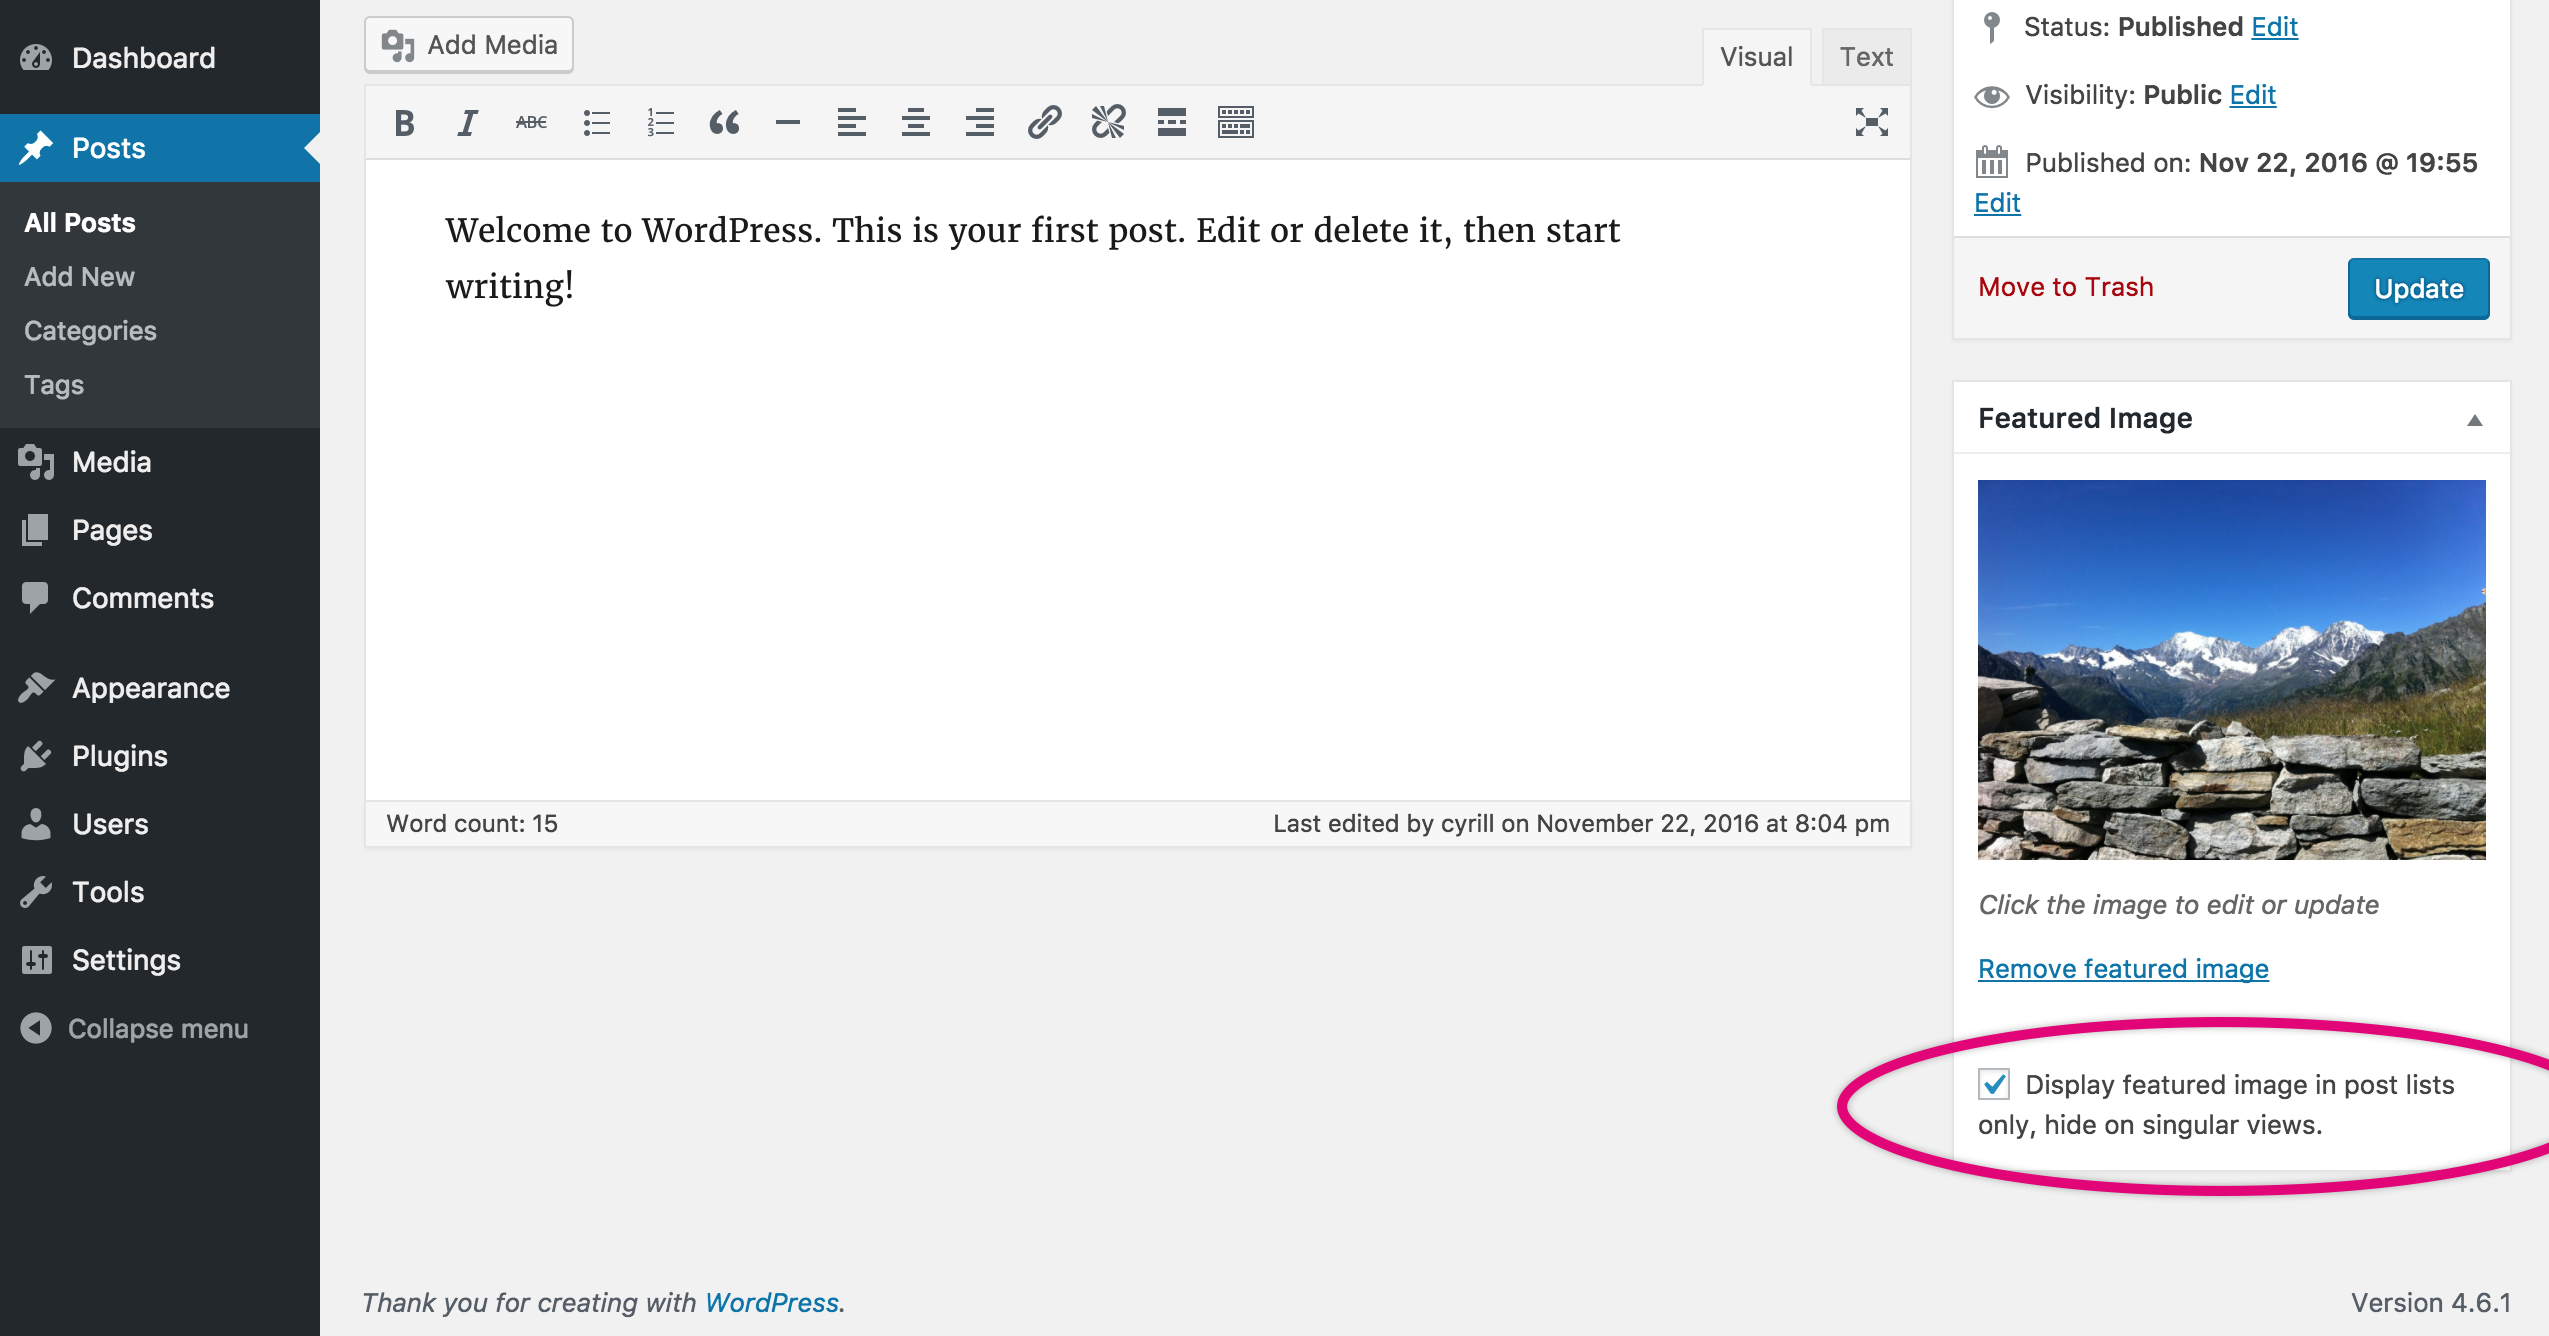 Dashboard
Posts
All Posts
Add New
Categories
Tags
Media
Pages
Comments
Appearance
Plugins
Users
Tools
Settings
Collapse menu
Add Media
Visual
Text
B I ABC
Welcome to WordPress. This is your first post. Edit or delete it, then start
writing!
Word count: 15
Last edited by cyrill on November 22, 2016 at 8:04 pm
Status: Published Edit
Visibility: Public Edit
Published on: Nov 22, 2016 @ 19:55
Edit
Move to Trash
Update
Featured Image
Click the image to edit or update
Remove featured image
Display featured image in post lists
only, hide on singular views.
Thank you for creating with WordPress.
Version 4.6.1